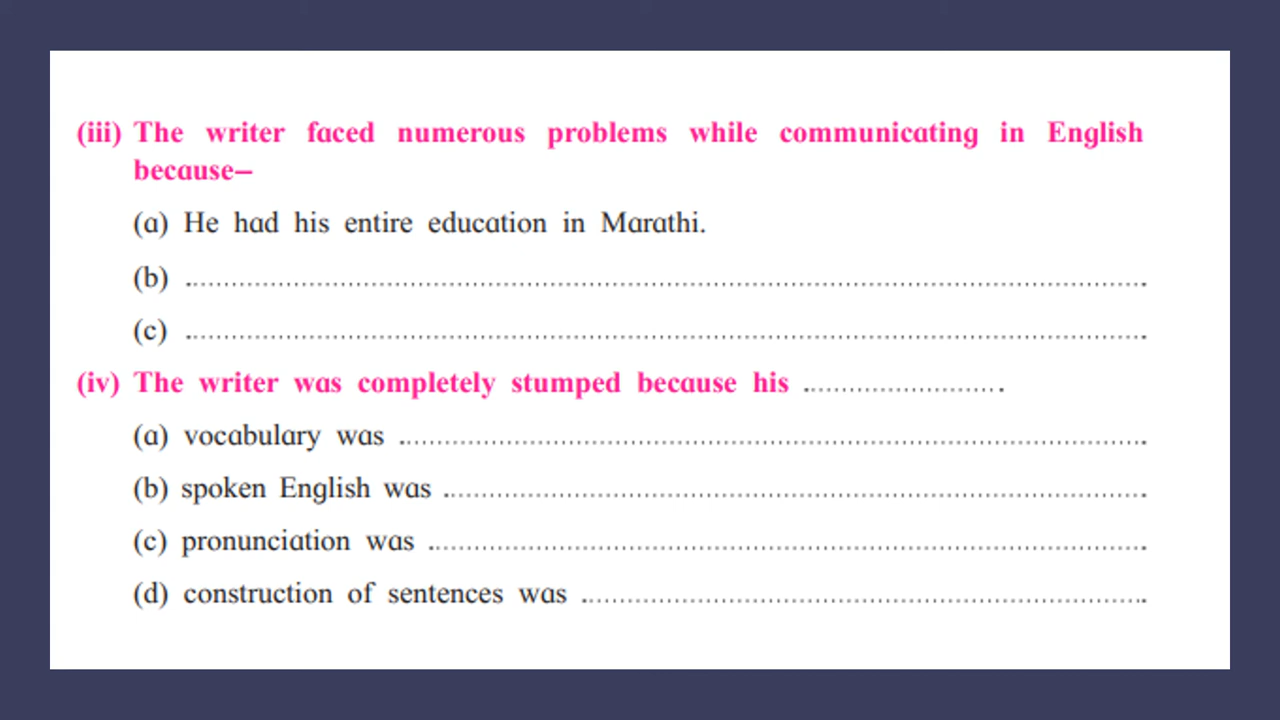 (iii) The writer faced numerous problems while communicating in English
because–
(a) He had his entire education in Marathi.
(b) ..............................................................................................................
(c) ..............................................................................................................
(iv) The writer was completely stumped because his ..........................
(a) vocabulary was ..........................................................................................
(b) spoken English was ....................................................................................
(c) pronunciation was ......................................................................................
(d) construction of sentences was ....................................................................